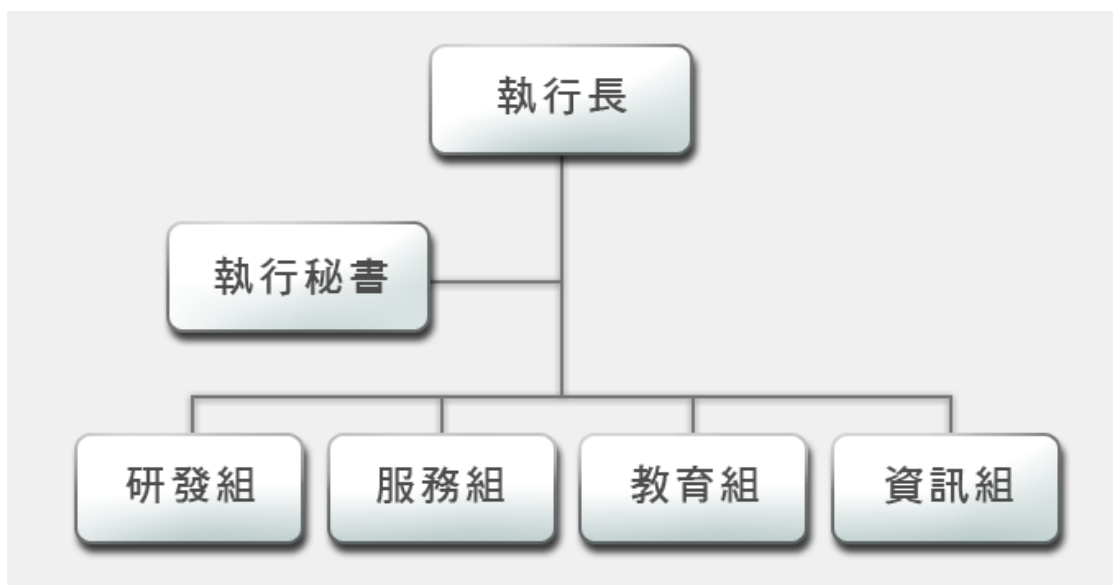 執行長
執行秘書
研發組
服務組
教育組
資訊組